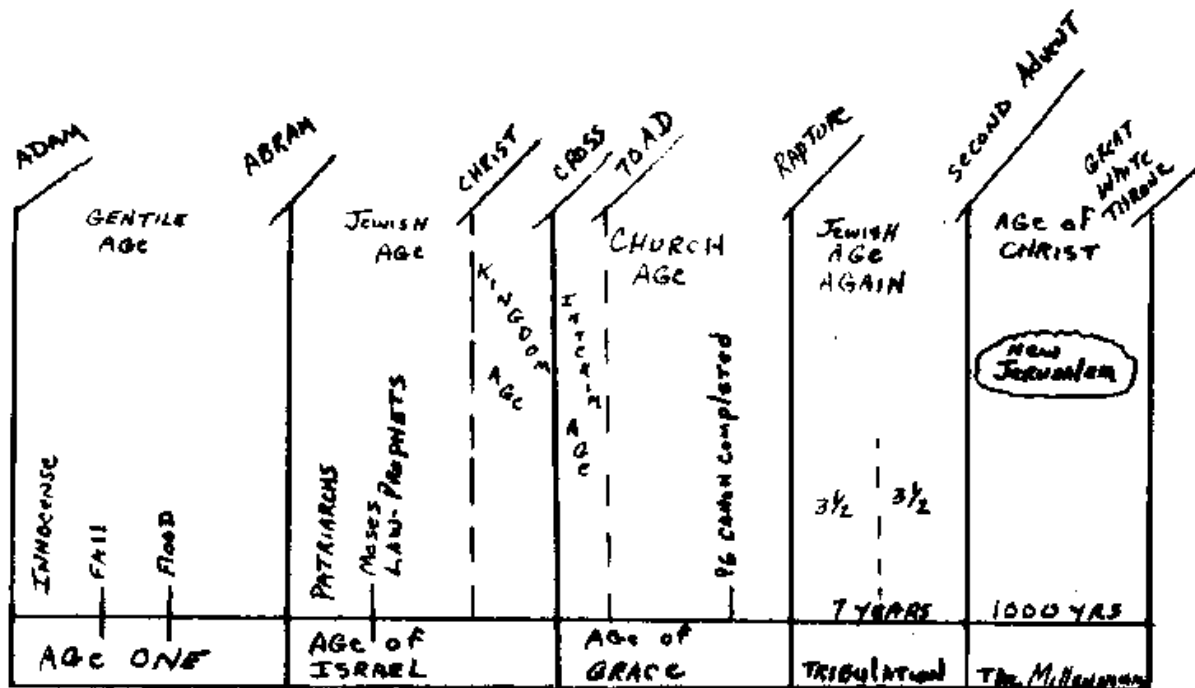 ADAM
ABRAM
CHRIST
CROSS
70 A.D
RAPTURE
SECOND Advent
GREAT
WHITE
THRONE
GENTILE
AGe
JewisH
AGe
KINGDOM
AGe
INTERIM
AGe
CHURCH
AGe
JewisH
AGe
AGAIN
AGe of
CHRIST
New
Jerusalem
INNOCENSE
FAll
Flood
PATRIARCHS
Moses
LAW-PROPHETS
96 CANON Completed
3½
3½
7 YEARS
1000 YRS
AGe ONE
AGe of
ISRAEL
AGe of
GRACE
TRIBULATION
The Millennium